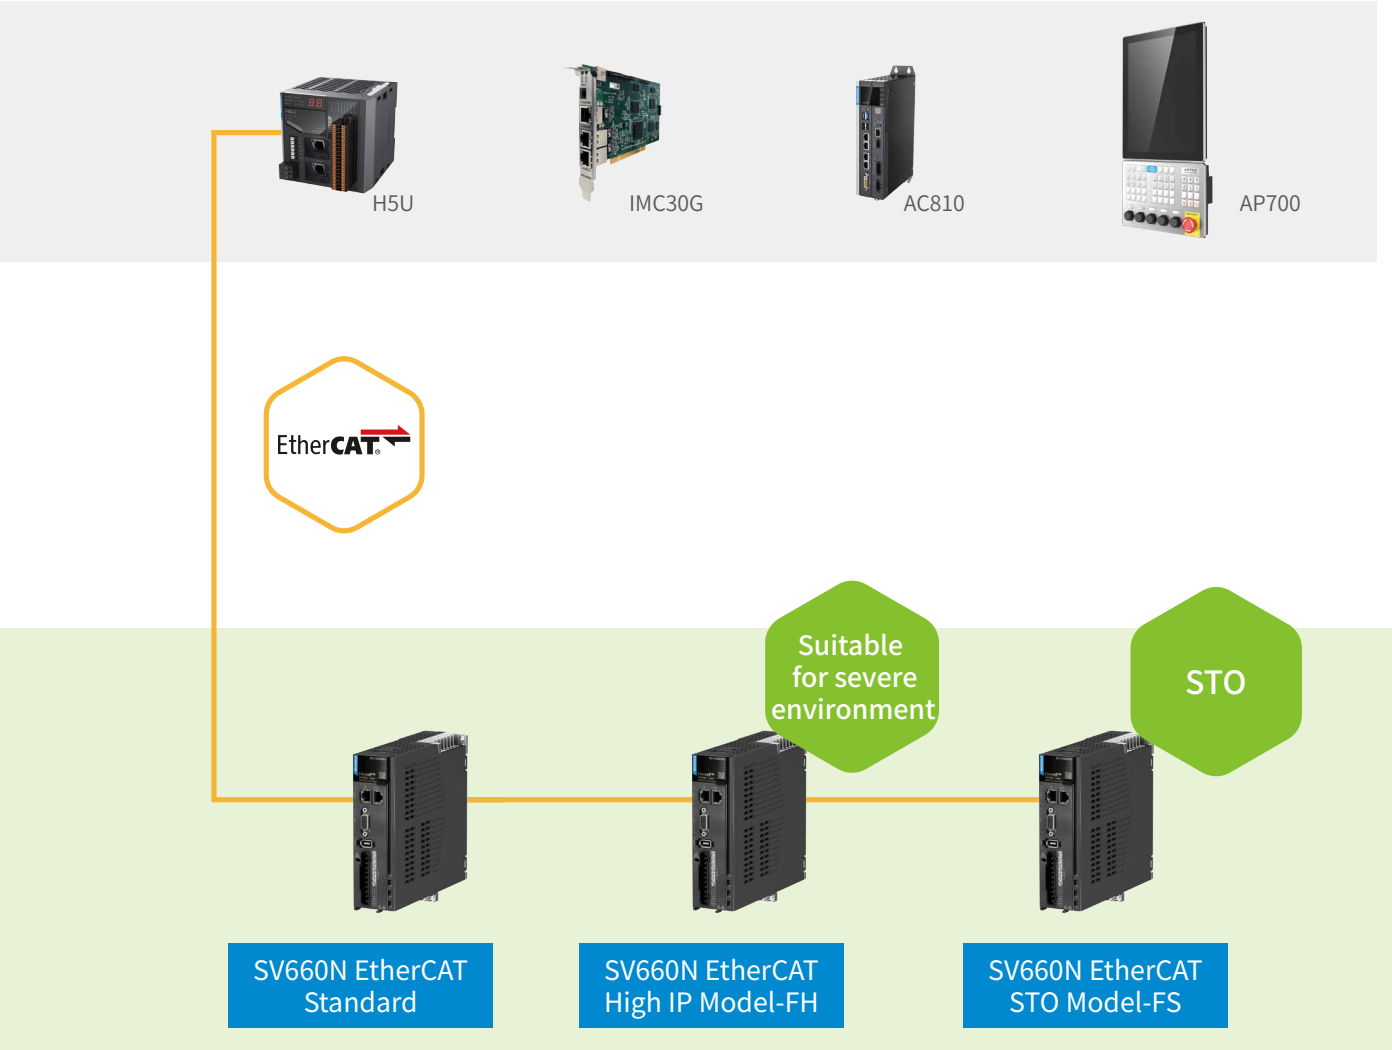 H5U
IMC30G
AC810
AP700
EtherCAT®
Suitable
for severe
environment
STO
SV660N EtherCAT
Standard
SV660N EtherCAT
High IP Model-FH
SV660N EtherCAT
STO Model-FS